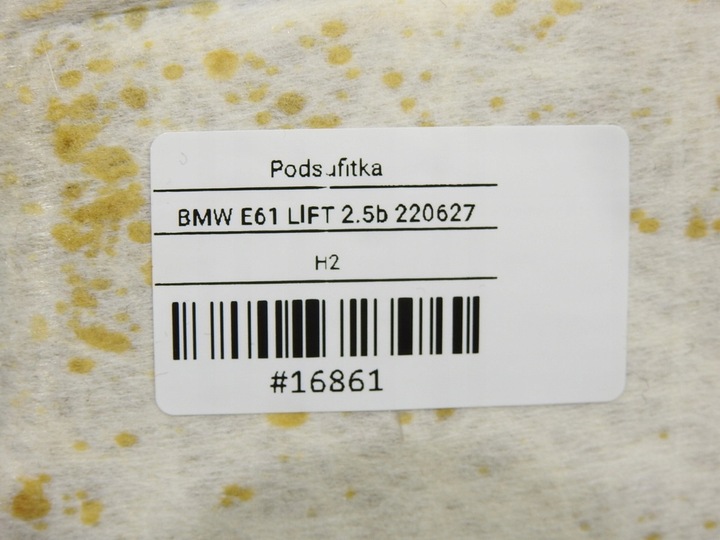 Podsufitka
BMW E61 LIFT 2.5b 220627
H2
#16861